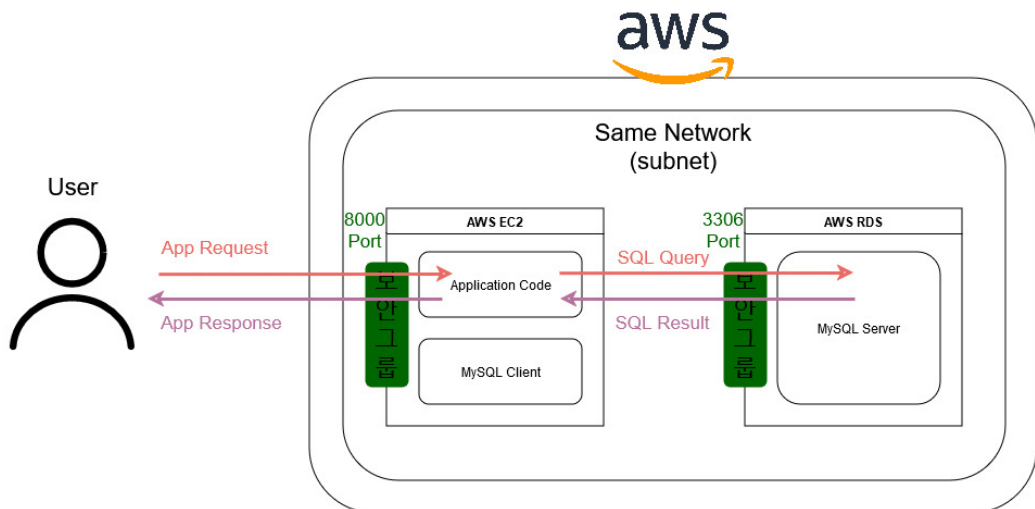 aws
Same Network
(subnet)
User
8000
Port
AWS EC2
3306
Port
AWS RDS
App Request
Application Code
SQL Query
App Response
SQL Result
보안그룹
보안그룹
MySQL Client
MySQL Server